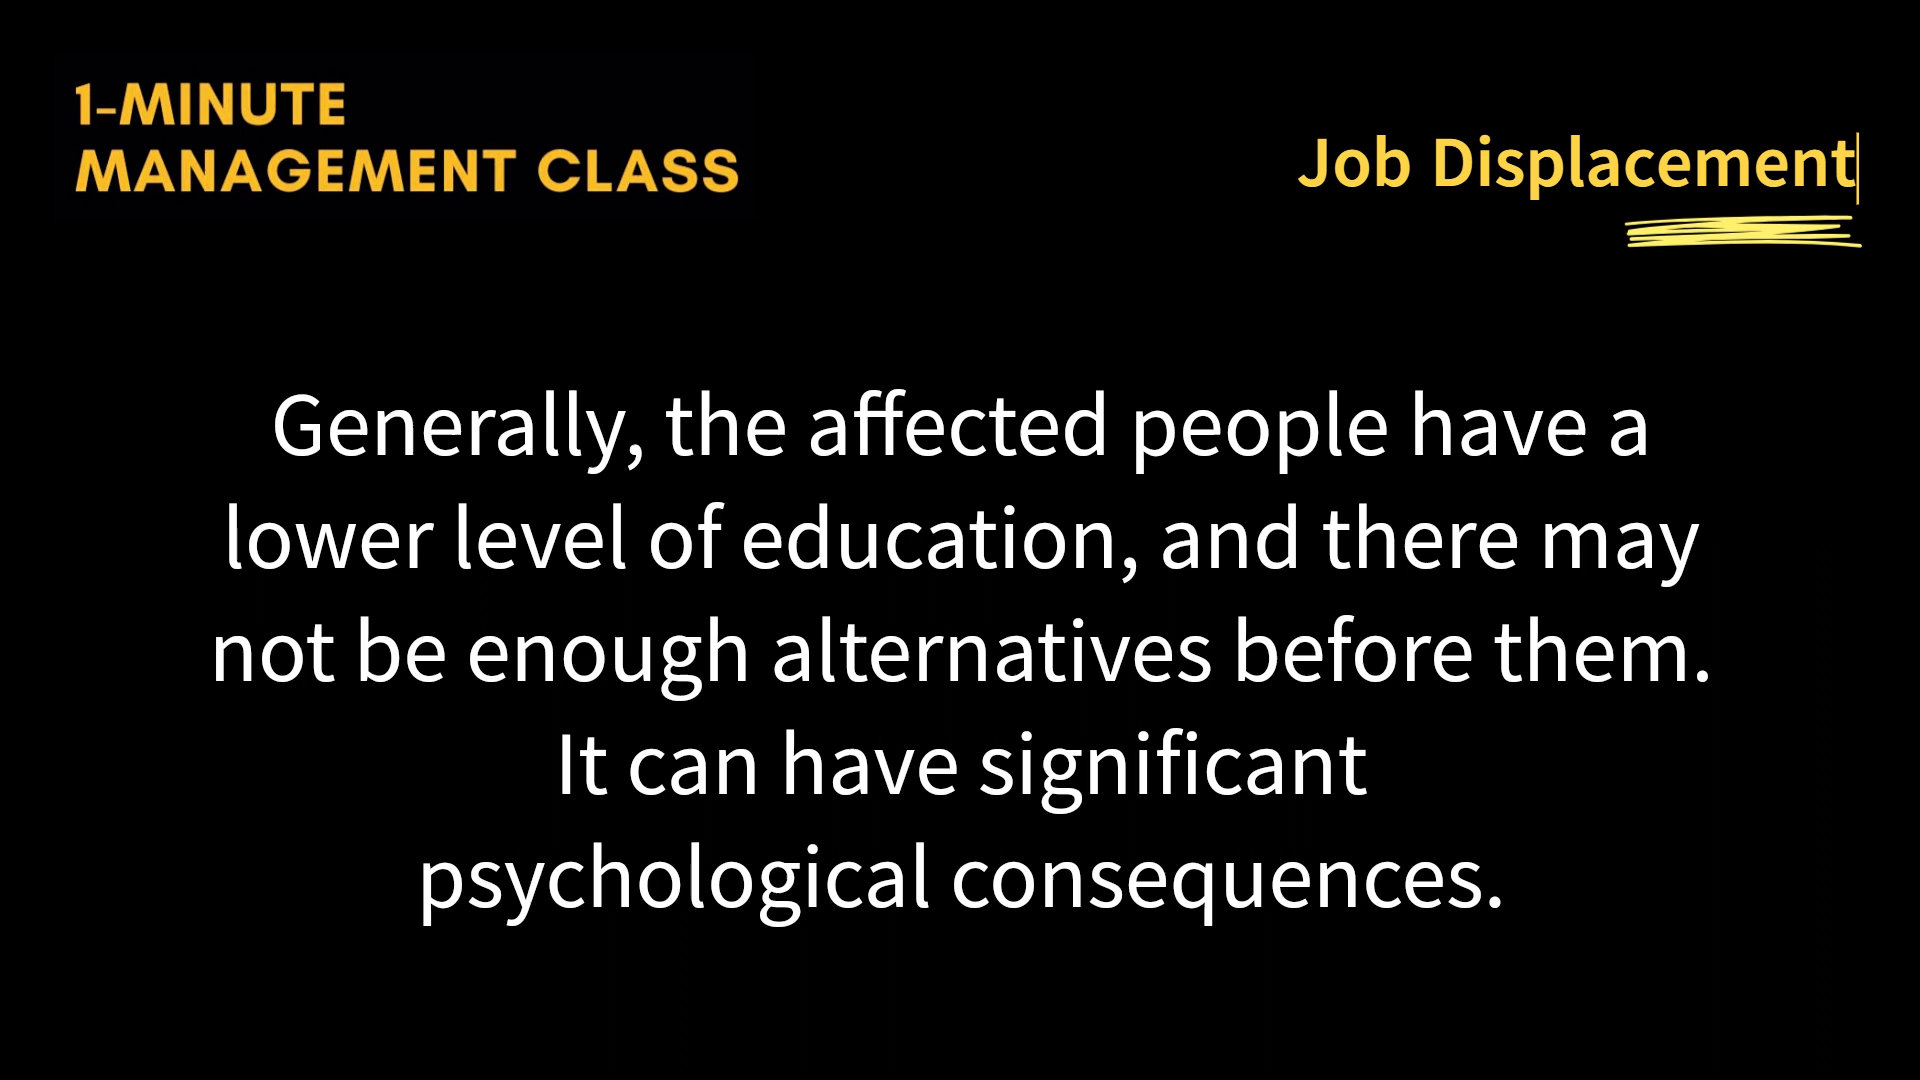 1-MINUTE
MANAGEMENT CLASS
Job Displacement
Generally, the affected people have a
lower level of education, and there may
not be enough alternatives before them.
It can have significant
psychological consequences.